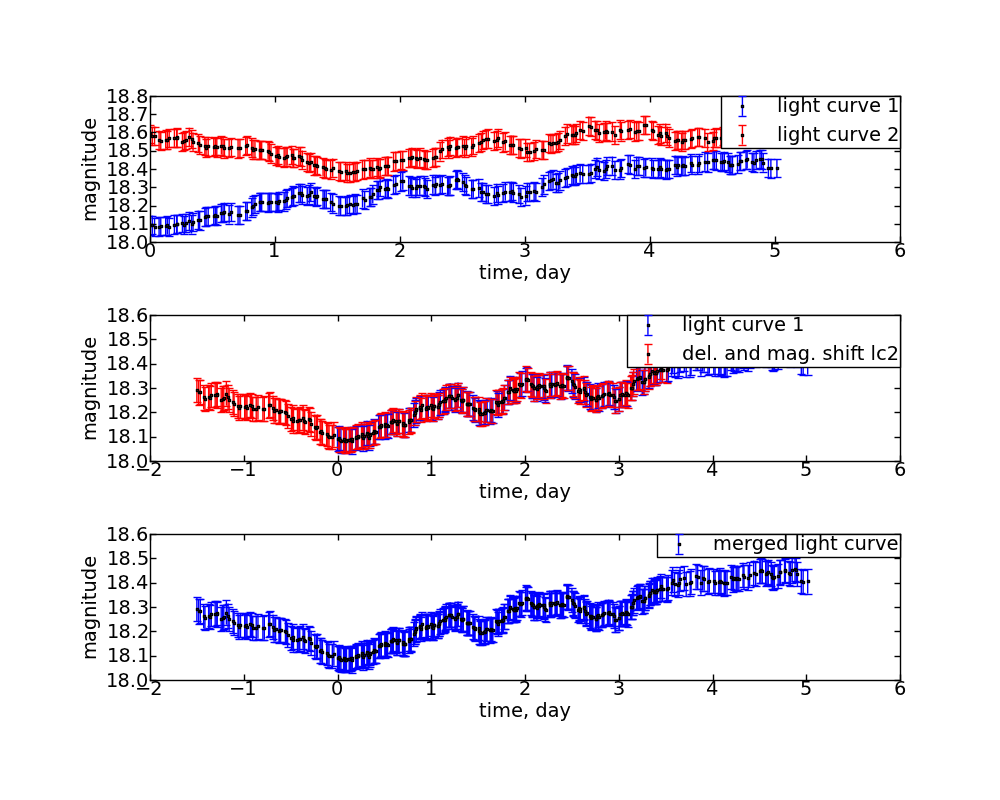 18.8
18.7
18.6
18.5
18.4
18.3
18.2
18.1
18.0
magnitude
light curve 1
light curve 2
0 1 2 3 4 5 6
time, day
18.6
18.5
18.4
18.3
18.2
18.1
18.0
magnitude
light curve 1
del. and mag. shift lc2
−2 −1 0 1 2 3 4 5 6
time, day
18.6
18.5
18.4
18.3
18.2
18.1
18.0
magnitude
merged light curve
−2 −1 0 1 2 3 4 5 6
time, day